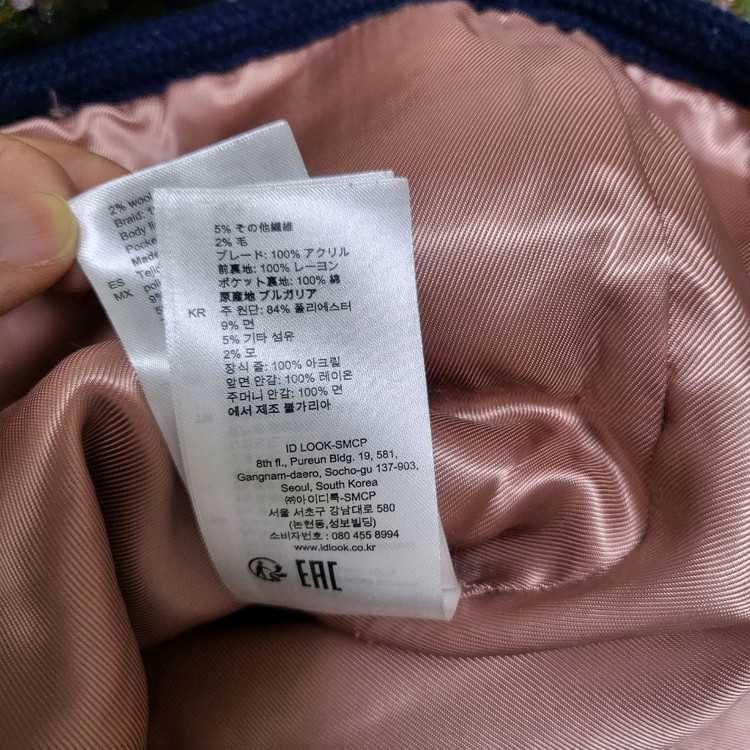 2% wool
Braid:
Body li
Pocke
Made
ES
MX
5% その他繊維
2% 毛
ブレード: 100% アクリル
前裏地: 100% レーヨン
ポケット裏地: 100% 綿
原産地 ブルガリア
KR 주 원단: 84% 폴리에스터
9% 면
5% 기타 섬유
2% 모
장식 줄: 100% 아크릴
앞면 안감: 100% 레이온
주머니 안감: 100% 면
에서 제조 불가리아
ID LOOK-SMCP
8th fl., Pureun Bldg. 19, 581,
Gangnam-daero, Socho-gu 137-903,
Seoul, South Korea
㈜아이디룩-SMCP
서울 서초구 강남대로 580
(논현동,성보빌딩)
소비자번호 : 080 455 8994
www.idlook.co.kr
EAC